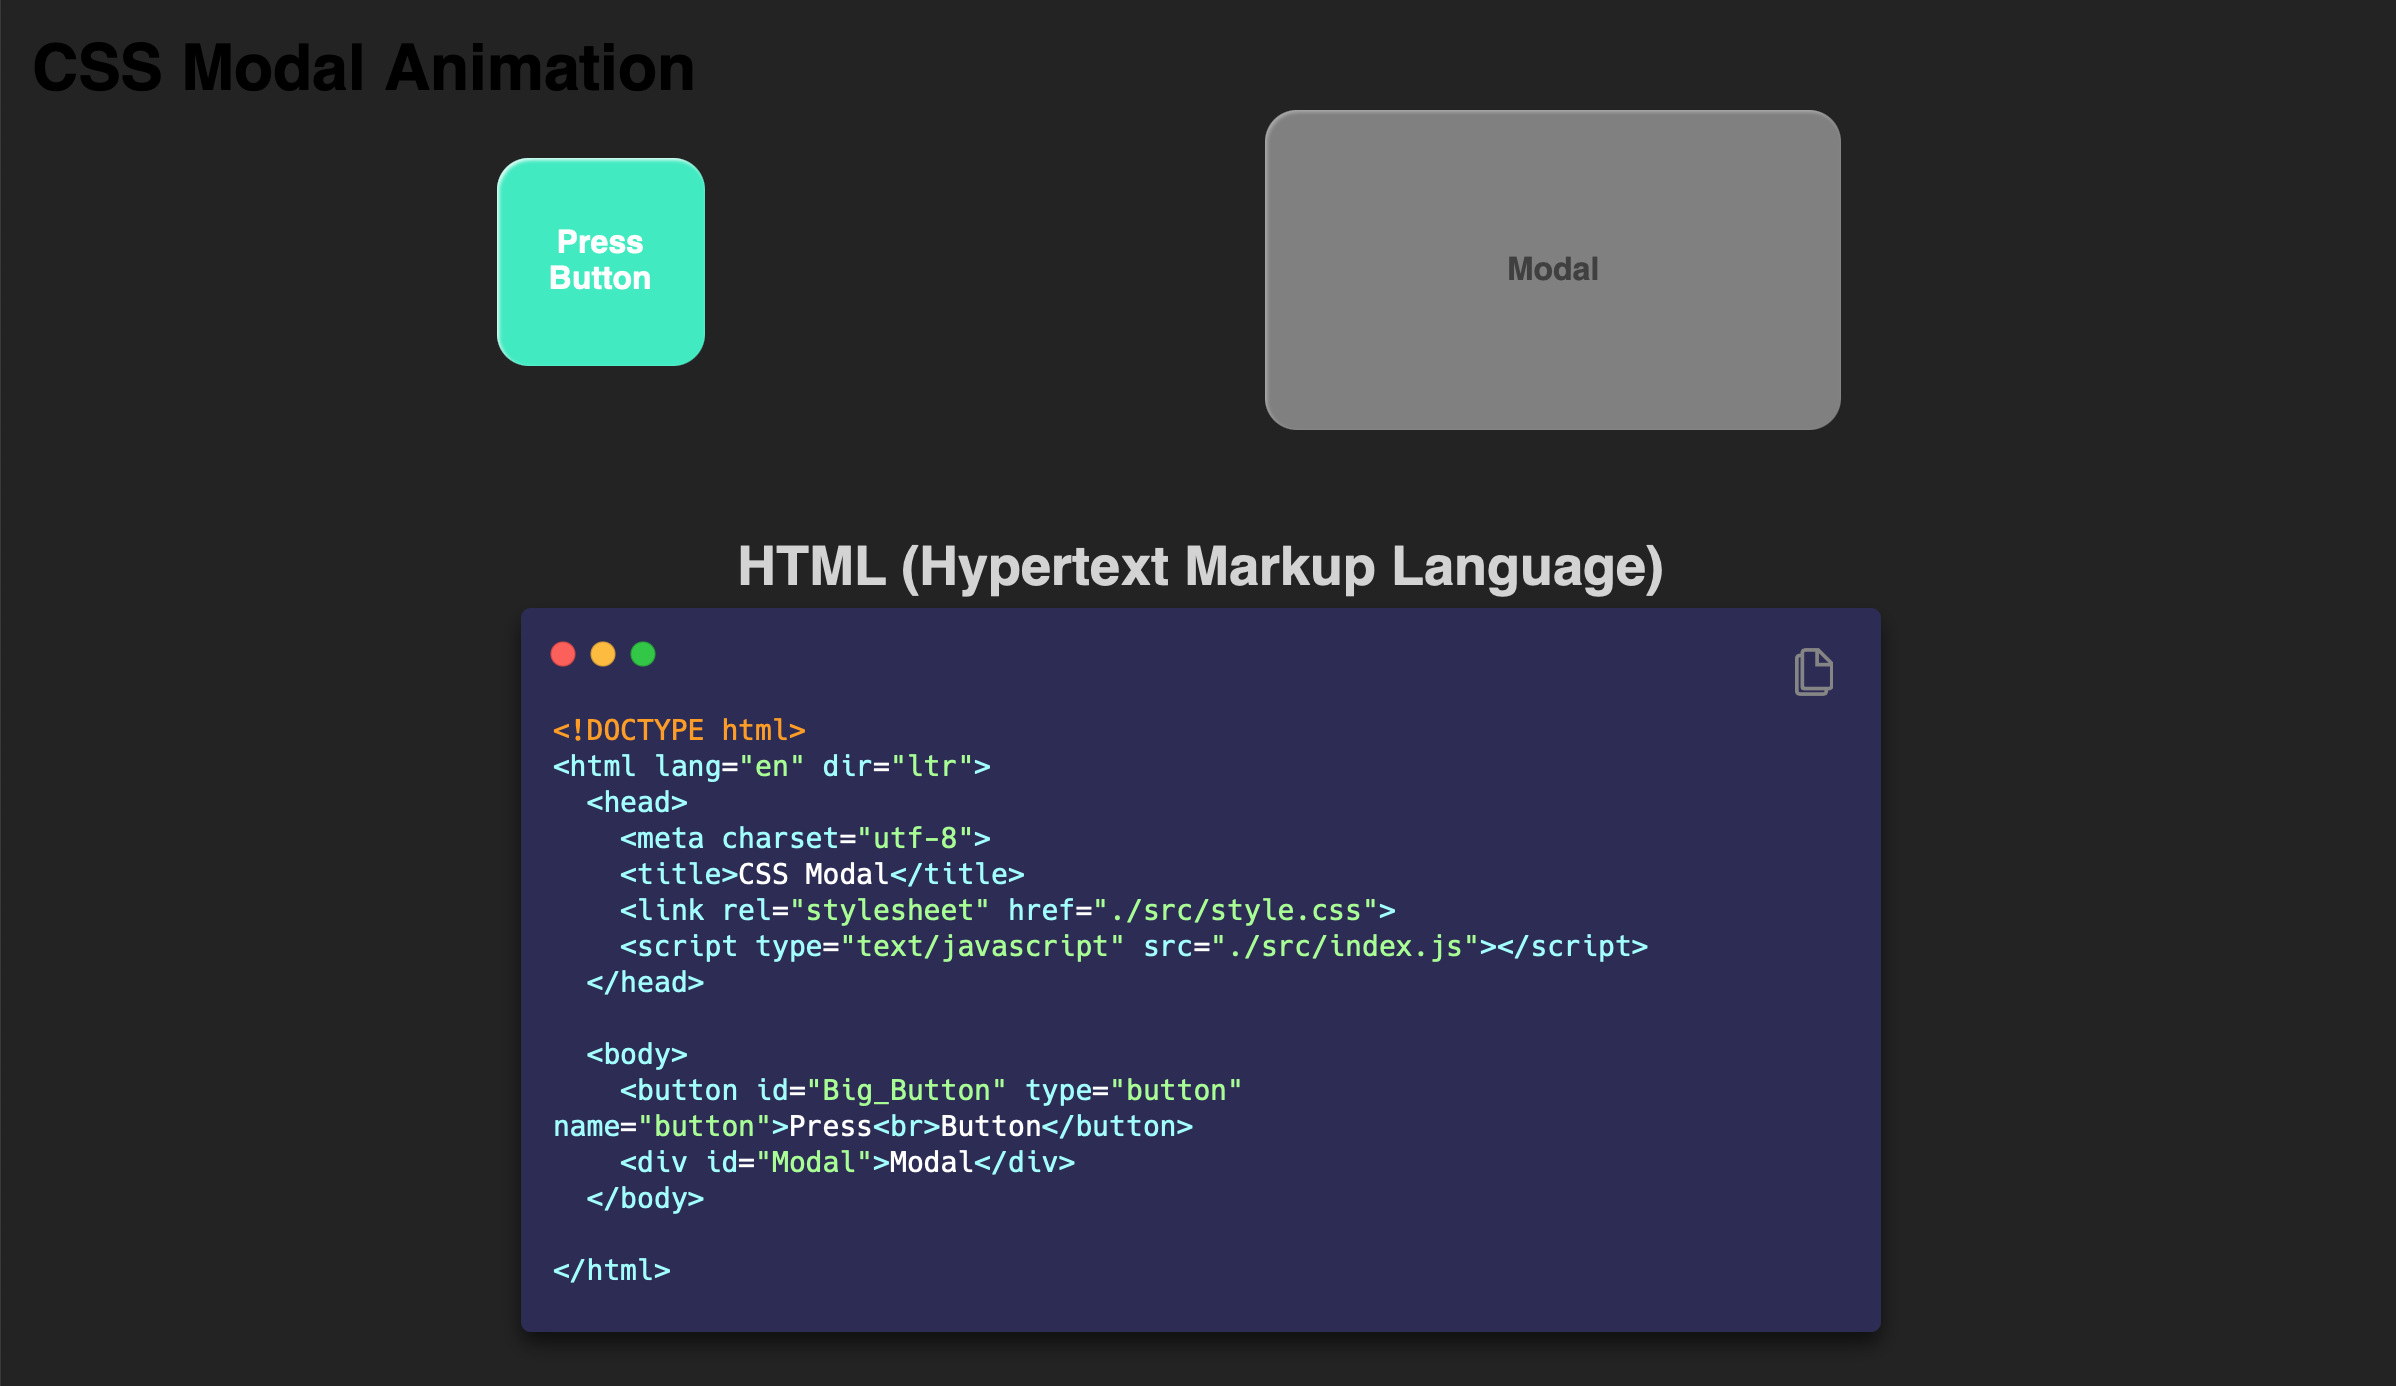 CSS Modal Animation
Press
Button
Modal
HTML (Hypertext Markup Language)
<!DOCTYPE html>
<html lang="en" dir="ltr">
  <head>
    <meta charset="utf-8">
    <title>CSS Modal</title>
    <link rel="stylesheet" href="./src/style.css">
    <script type="text/javascript" src="./src/index.js"></script>
  </head>

  <body>
    <button id="Big_Button" type="button"
name="button">Press<br>Button</button>
    <div id="Modal">Modal</div>
  </body>

</html>